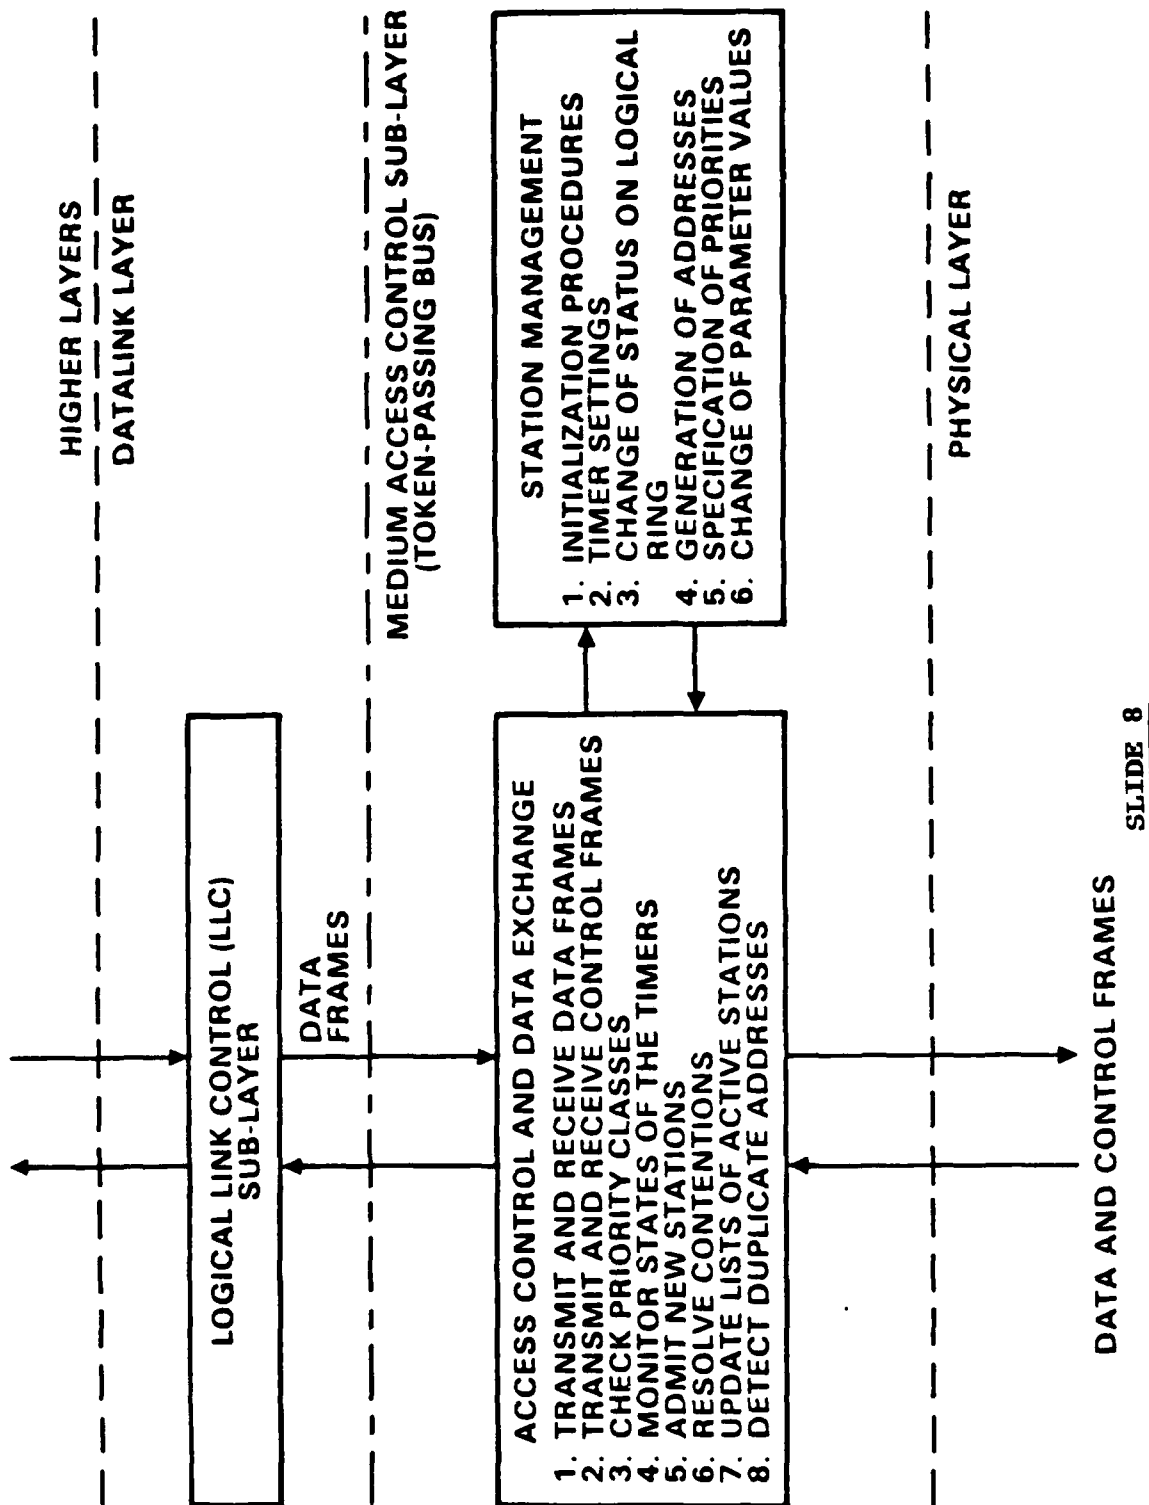 HIGHER LAYERS
DATALINK LAYER
LOGICAL LINK CONTROL (LLC)
SUB-LAYER
DATA
FRAMES
MEDIUM ACCESS CONTROL SUB-LAYER
(TOKEN-PASSING BUS)
ACCESS CONTROL AND DATA EXCHANGE
1. TRANSMIT AND RECEIVE DATA FRAMES
2. TRANSMIT AND RECEIVE CONTROL FRAMES
3. CHECK PRIORITY CLASSES
4. MONITOR STATES OF THE TIMERS
5. ADMIT NEW STATIONS
6. RESOLVE CONTENTIONS
7. UPDATE LISTS OF ACTIVE STATIONS
8. DETECT DUPLICATE ADDRESSES
STATION MANAGEMENT
1. INITIALIZATION PROCEDURES
2. TIMER SETTINGS
3. CHANGE OF STATUS ON LOGICAL
RING
4. GENERATION OF ADDRESSES
5. SPECIFICATION OF PRIORITIES
6. CHANGE OF PARAMETER VALUES
PHYSICAL LAYER
DATA AND CONTROL FRAMES
SLIDE 8